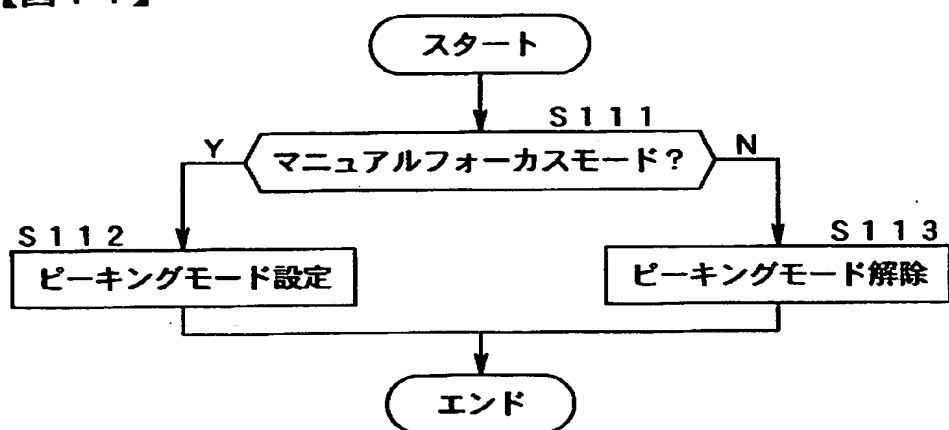 スタート
S111
Y マニュアルフォーカスモード? N
S112 S113
ピーキングモード設定 ピーキングモード解除
エンド